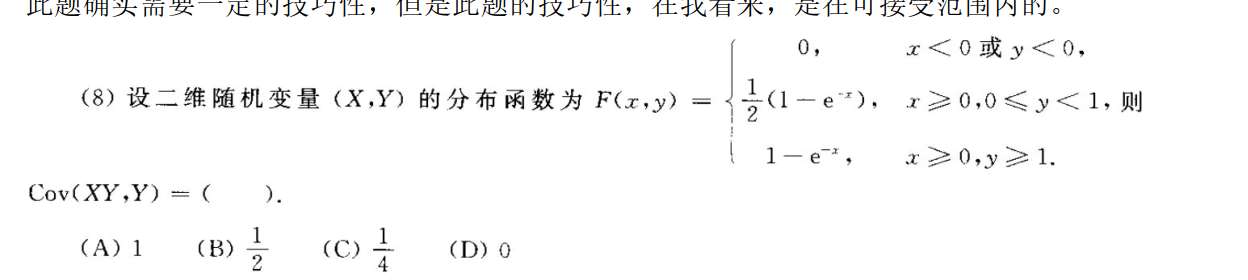 此题确实需要一定的技巧性，但是此题的技巧性，在我看来，是在可接受范围内的。
(8) 设二维随机变量 (X,Y) 的分布函数为 F(x,y) = { 0, x<0 或 y<0,
1/2(1-e^{-x}), x≥0,0≤y<1, 则
1-e^{-x}, x≥0,y≥1.
Cov(XY,Y) = ( ).
(A) 1 (B) 1/2 (C) 1/4 (D) 0